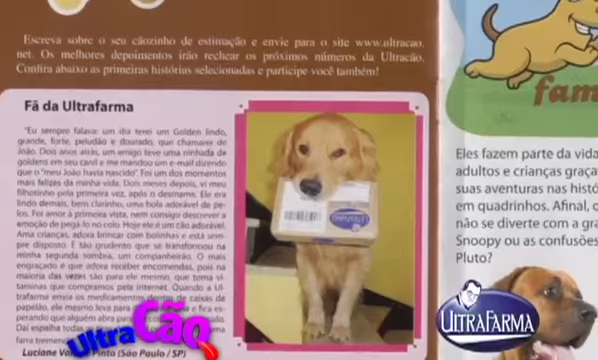 Escreva sobre o seu cãozinho de estimação e envie para o site www.ultracao.
net. Os melhores depoimentos irão rechear os próximos números da Ultracão.
Confira abaixo as primeiras histórias selecionadas e participe você também!
Fã da Ultrafarma
"Eu sempre falava: um dia terei um Golden lindo,
grande, forte, peludão e dourado, que chamarei de
João. Dois anos atrás, um amigo teve uma ninhada de
goldens em seu canil e me mandou um e-mail dizendo
que o "meu João havia nascido". Foi um dos momentos
mais felizes da minha vida. Dois meses depois, vi meu
filhotinho pela primeira vez, após o desmame. Ele era
lindo demais, bem clarinho, uma bola adorável de pe-
los. Foi amor à primeira vista, nem consigo descrever a
emoção de pegá-lo no colo. Hoje ele é um cão adorável.
Ama crianças, adora brincar com bolinhas e está sem-
pre disposto. É tão grudento que se transformou na
minha segunda sombra, um companheirão. O mais
engraçado é que adora receber encomendas, pois na
maioria das vezes são para ele mesmo, que toma vi-
taminas que compramos pela internet. Quando a Ul-
trafarma envia os medicamentos dentro de caixas de
papelão, ele mesmo leva para e fica es-
perando que alguém abra para
Daí espalha todas uma
farra tremenda
Luciane Pinto (São Paulo / SP)
UltraCão
fam
Eles fazem parte da vida
adultos e crianças graça
suas aventuras nas histó
em quadrinhos. Afinal, q
não se diverte com a gra
Snoopy ou as confusões
Pluto?
ULTRAFARMA